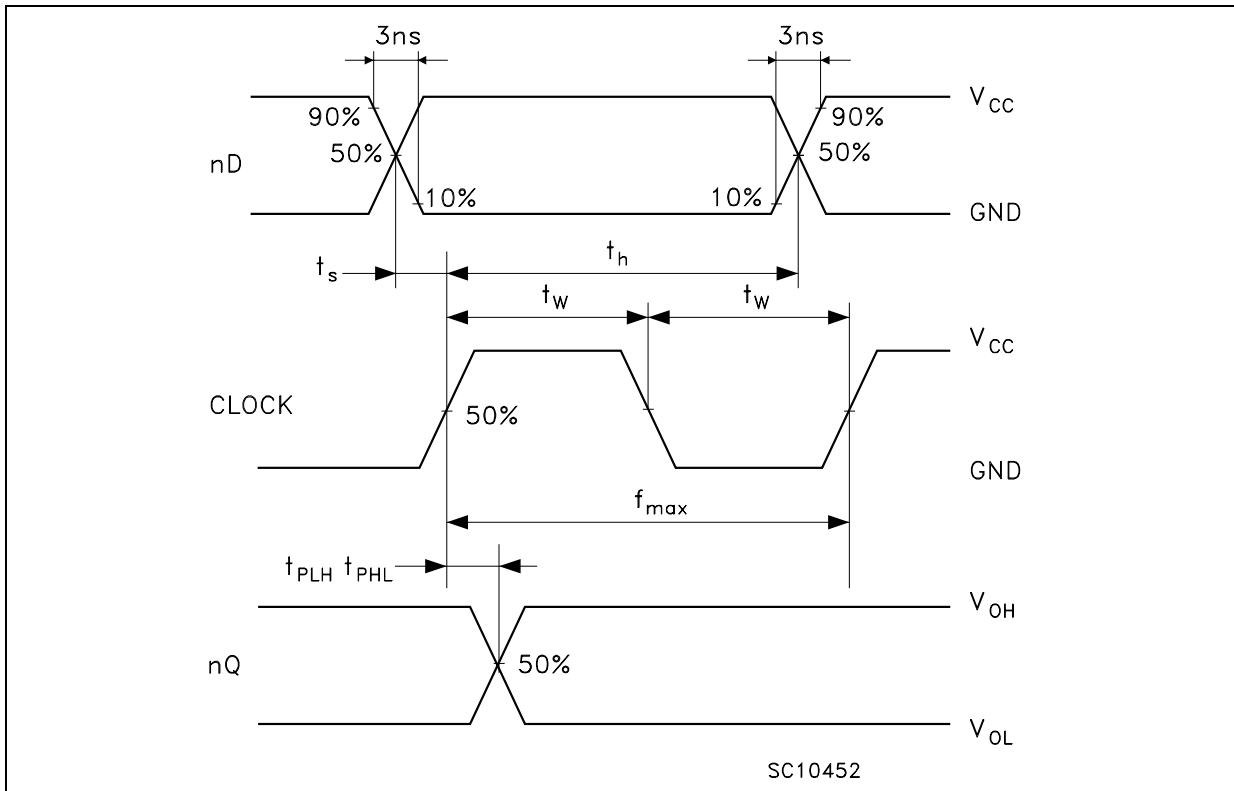 3ns 3ns
V_CC
90% 90%
nD 50% 50%
10% 10%
GND
t_s t_h
t_W t_W
V_CC
CLOCK 50%
GND
f_max
t_PLH t_PHL
V_OH
nQ 50%
V_OL
SC10452